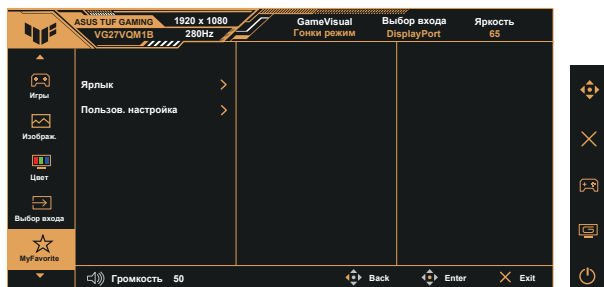 ASUS TUF GAMING 1920 x 1080 GameVisual Выбор входа Яркость
VG27VQM1B 280Hz Гонки режим DisplayPort 65
Игры
Ярлык
Пользов. настройка
Изображ.
Цвет
Выбор входа
MyFavorite
Громкость 50 Back Enter Exit